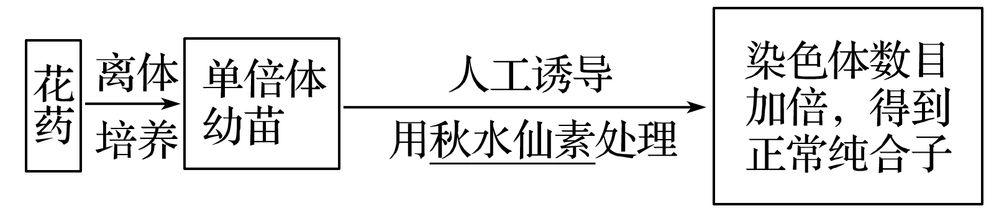 花药
离体
培养
单倍体
幼苗
人工诱导
用秋水仙素处理
染色体数目
加倍，得到
正常纯合子